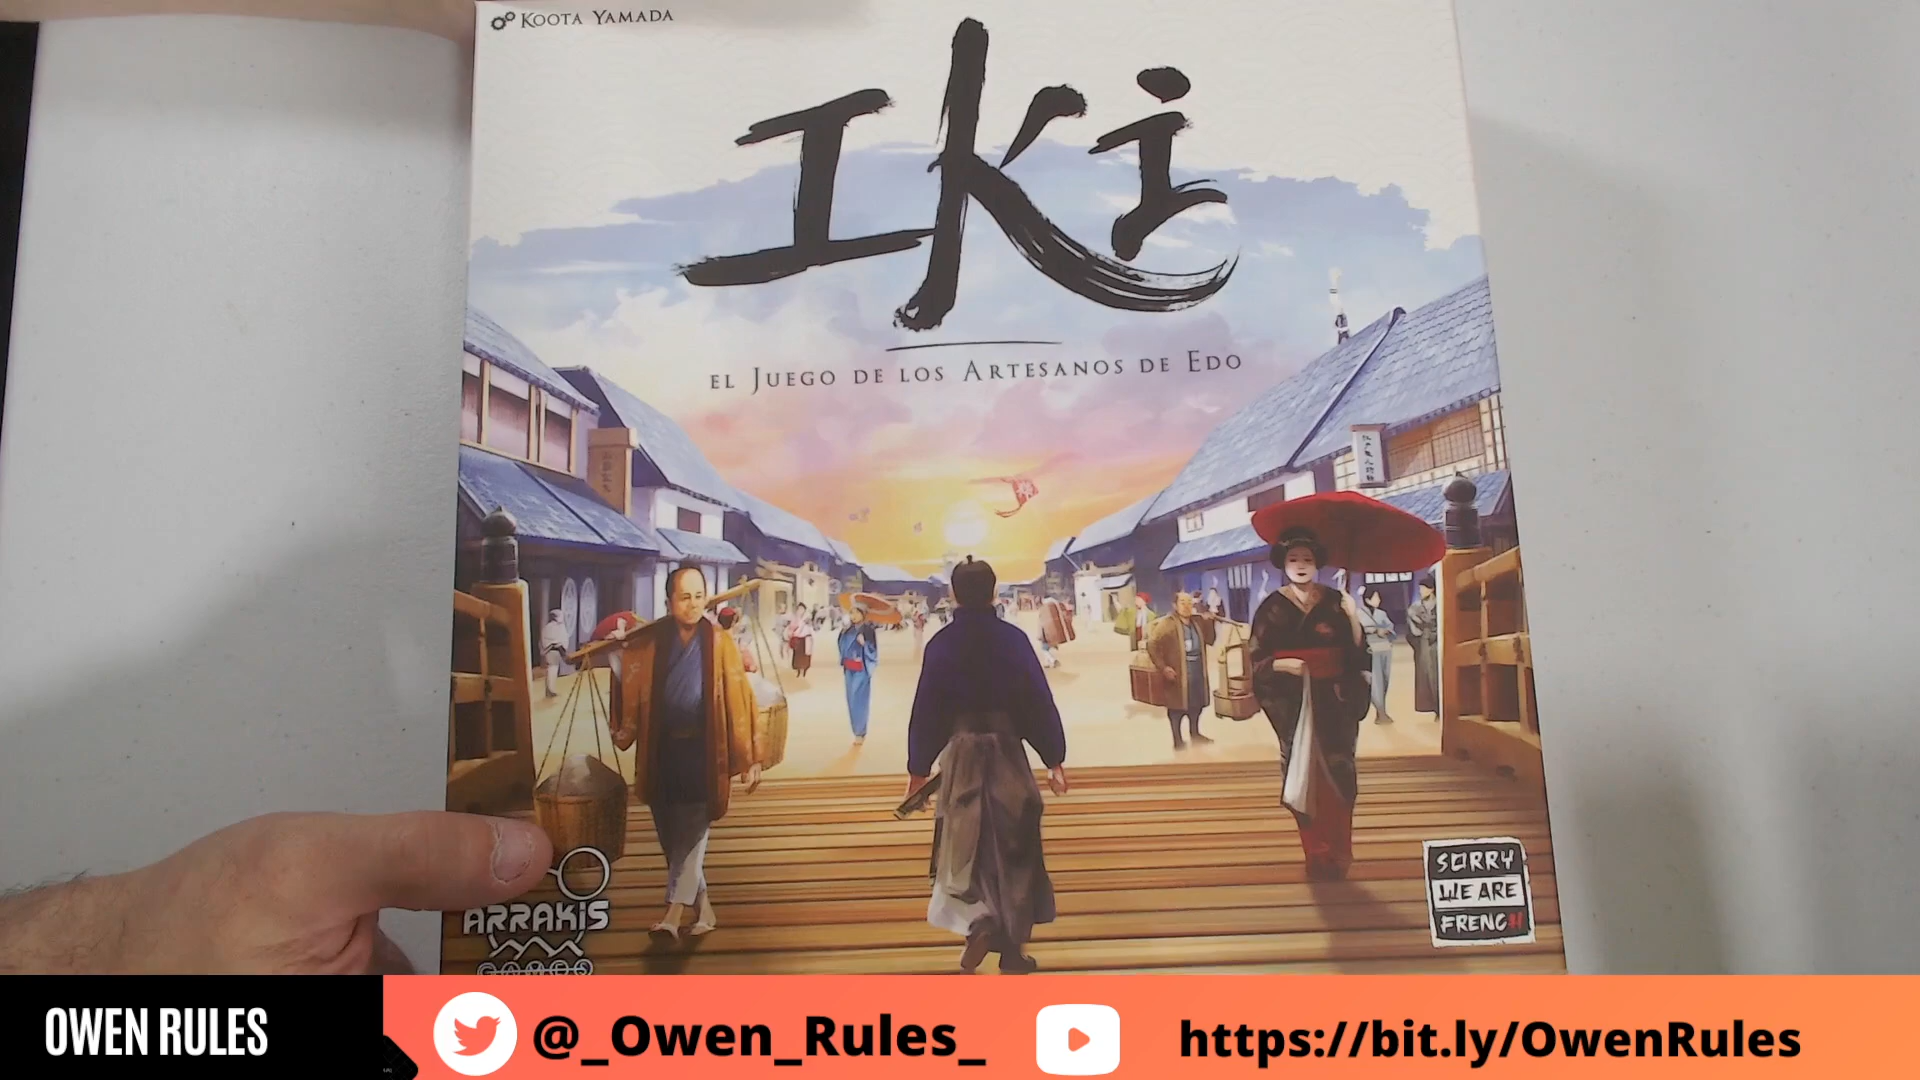 KOOTA YAMADA
Iki
EL JUEGO DE LOS ARTESANOS DE EDO
ARRAKIS
GAMES
SORRY
WE ARE
FRENCH
OWEN RULES
@_Owen_Rules_
https://bit.ly/OwenRules